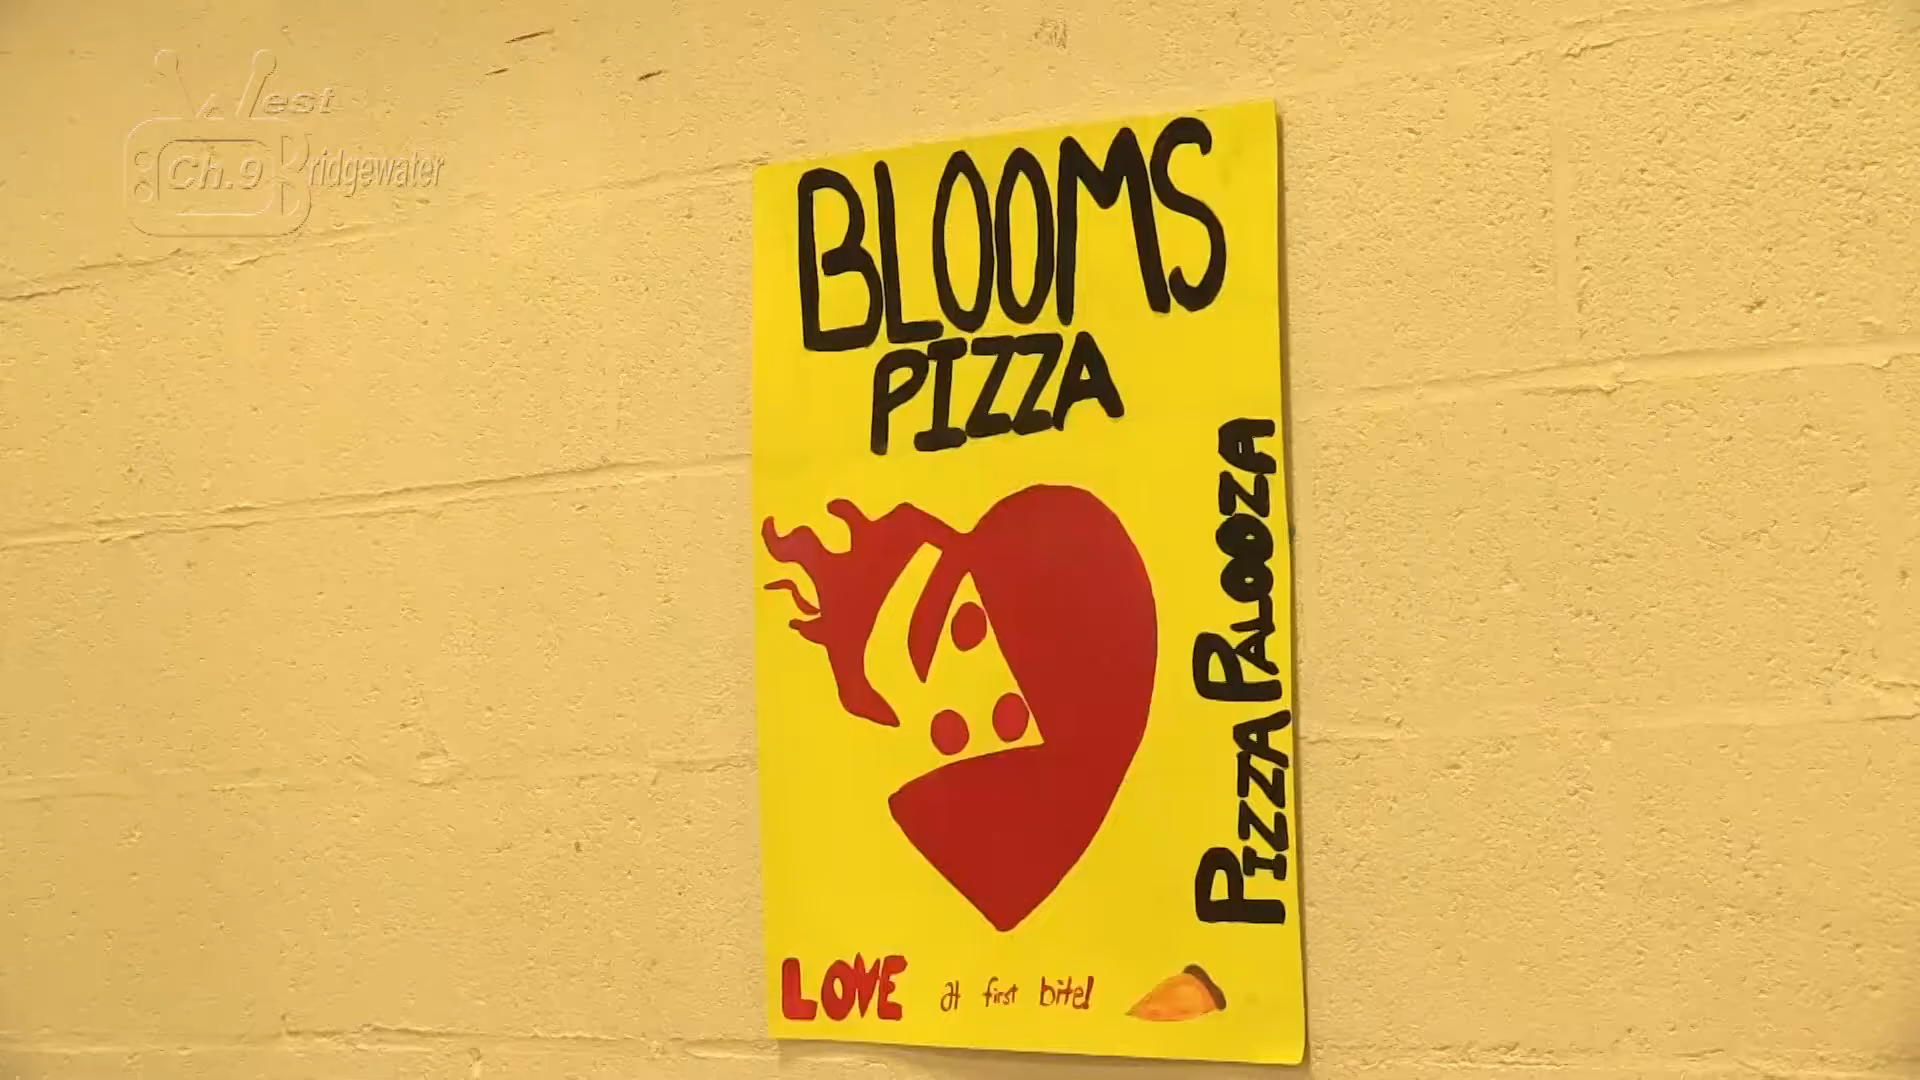 West
Ch.9 Bridgewater
BLOOMS
PIZZA
PIZZA PALOOZA
LOVE at first bite!